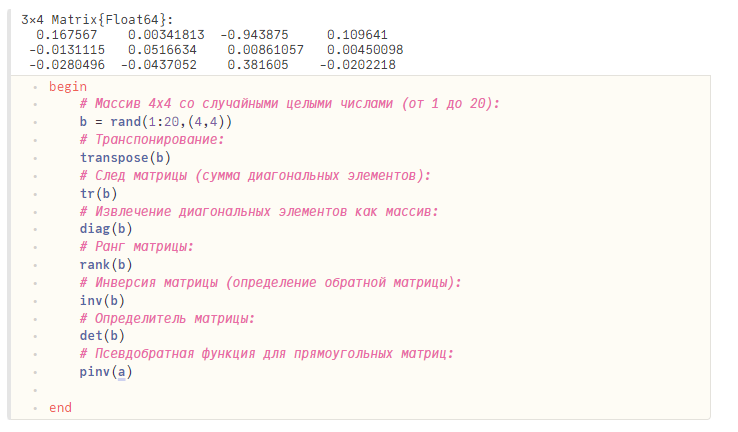 3×4 Matrix{Float64}:
  0.167567    0.00341813  -0.943875     0.109641
 -0.0131115   0.0516634    0.00861057   0.00450098
 -0.0280496  -0.0437052    0.381605    -0.0202218
begin
    # Массив 4x4 со случайными целыми числами (от 1 до 20):
    b = rand(1:20,(4,4))
    # Транспонирование:
    transpose(b)
    # След матрицы (сумма диагональных элементов):
    tr(b)
    # Извлечение диагональных элементов как массив:
    diag(b)
    # Ранг матрицы:
    rank(b)
    # Инверсия матрицы (определение обратной матрицы):
    inv(b)
    # Определитель матрицы:
    det(b)
    # Псевдобратная функция для прямоугольных матриц:
    pinv(a)
end